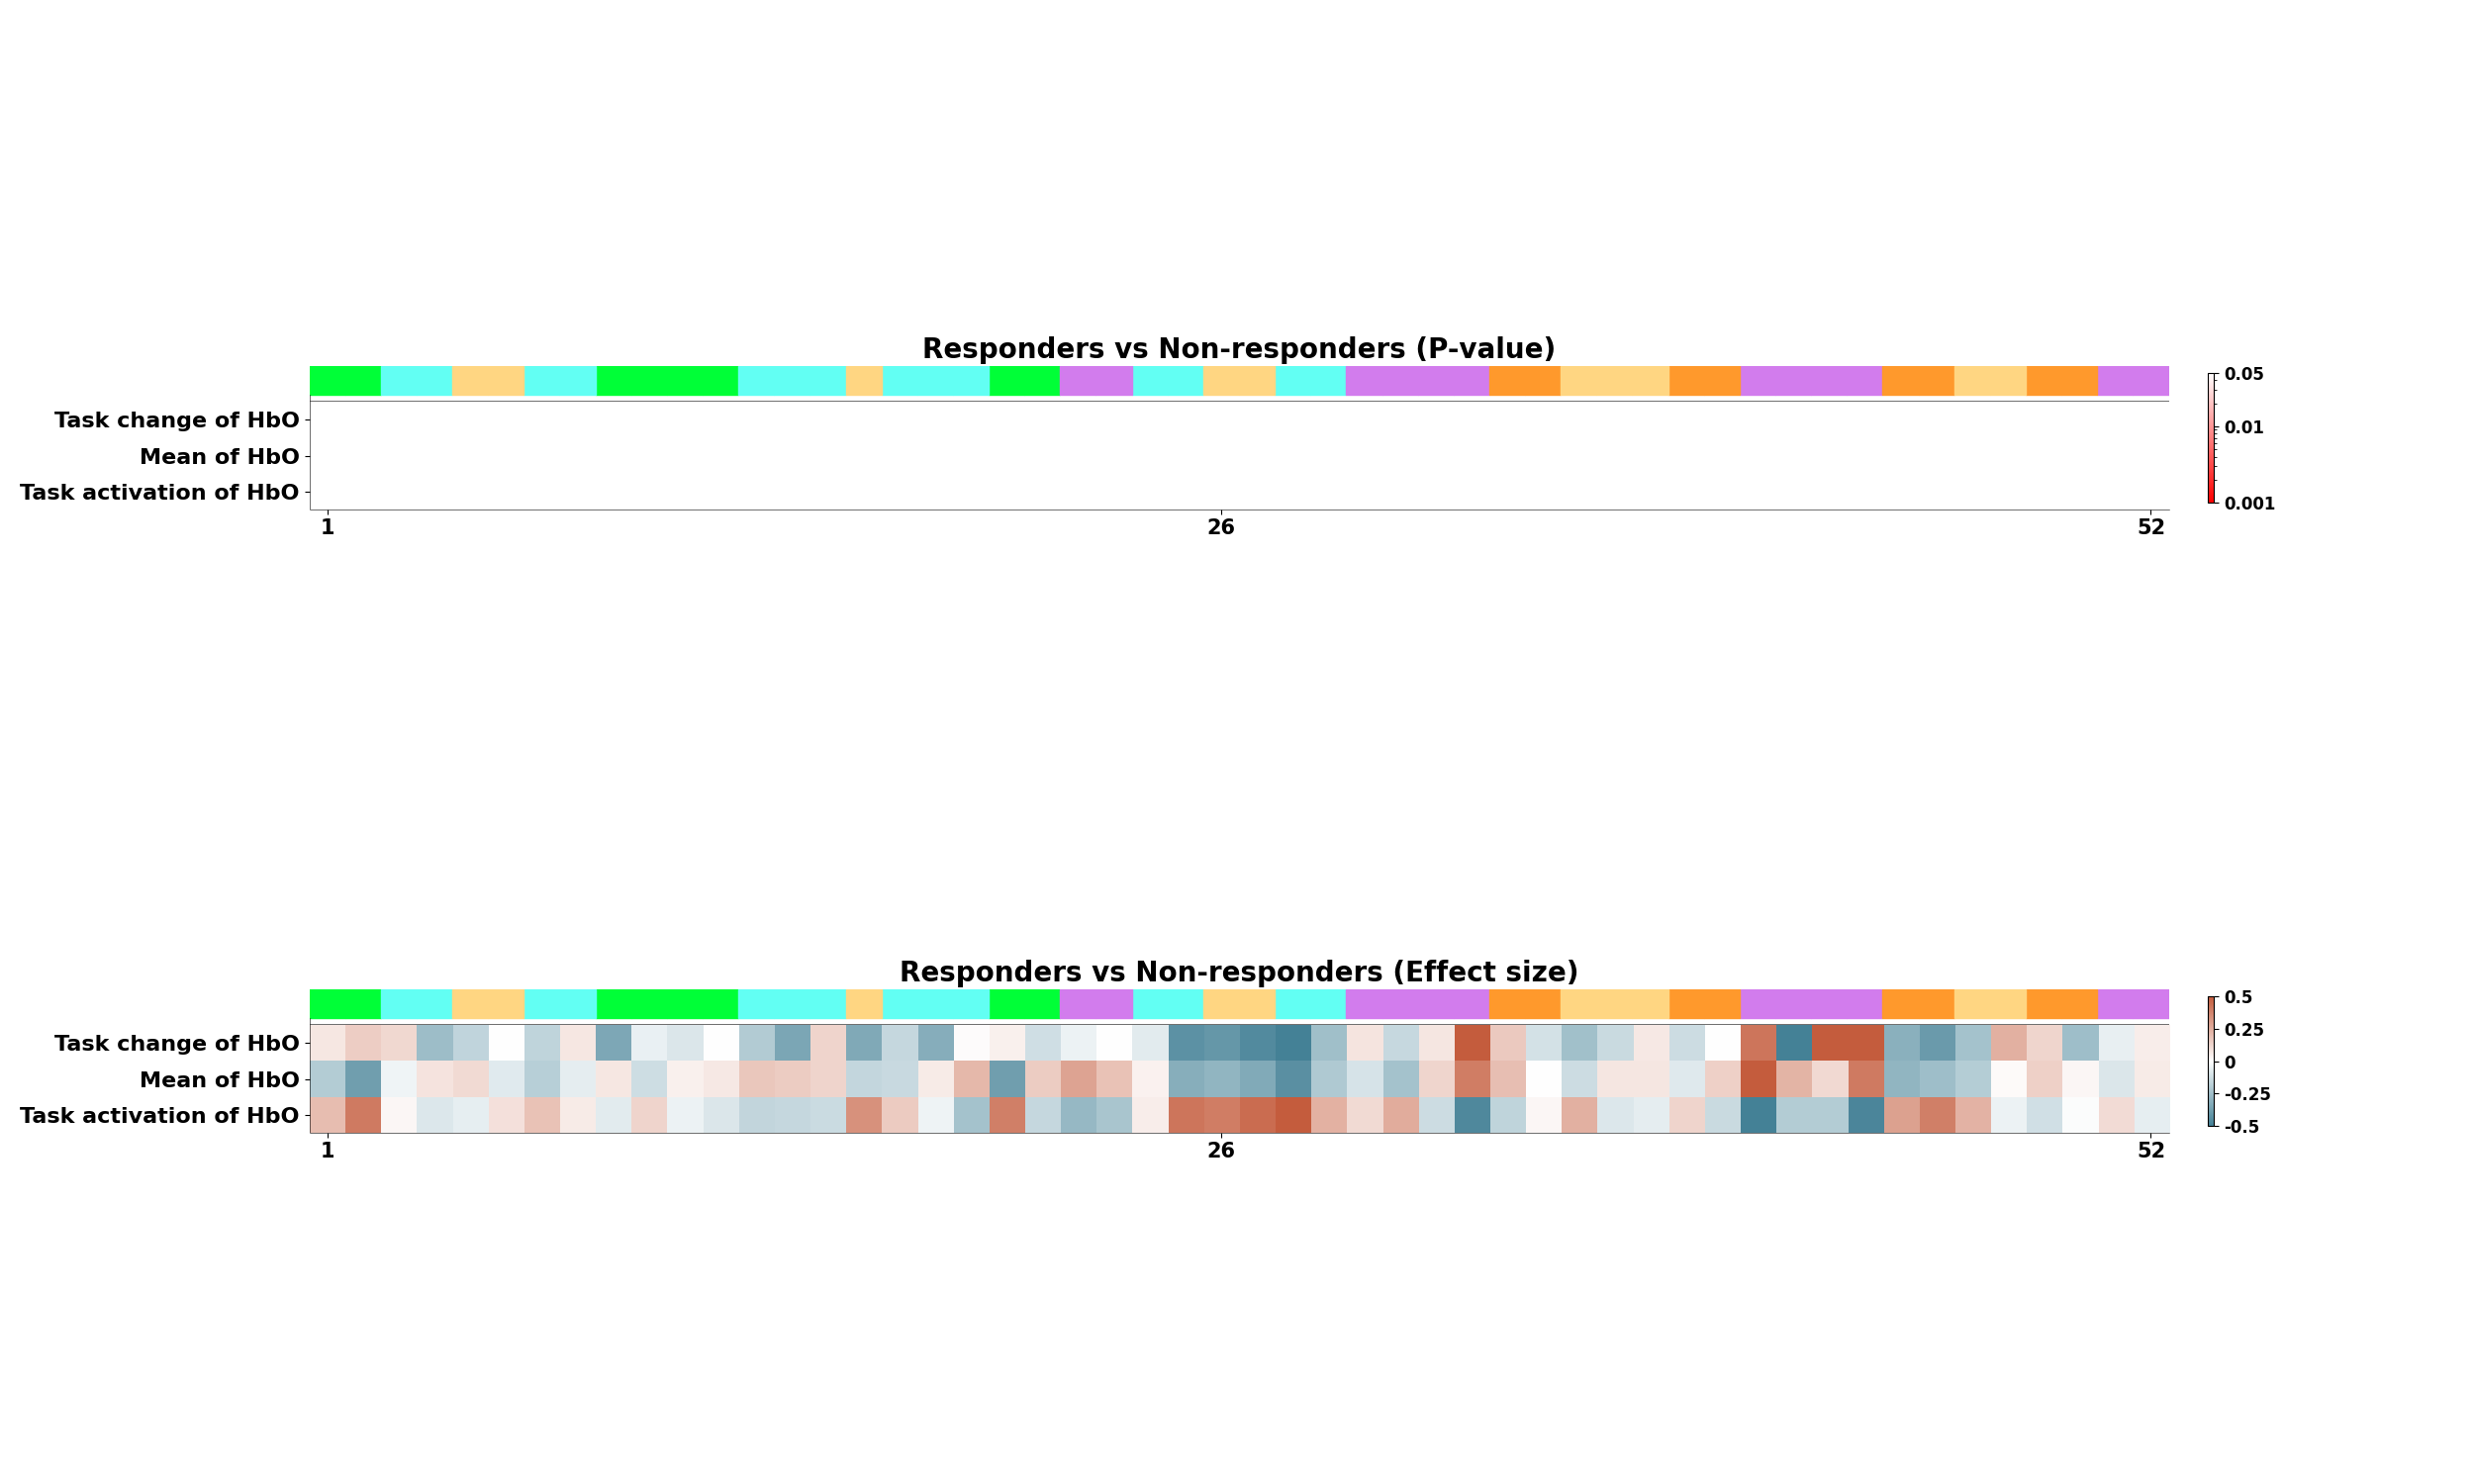 Responders vs Non-responders (P-value)
Task change of HbO
Mean of HbO
Task activation of HbO
1 26 52
0.05
0.01
0.001
Responders vs Non-responders (Effect size)
Task change of HbO
Mean of HbO
Task activation of HbO
1 26 52
0.5
0.25
0
-0.25
-0.5